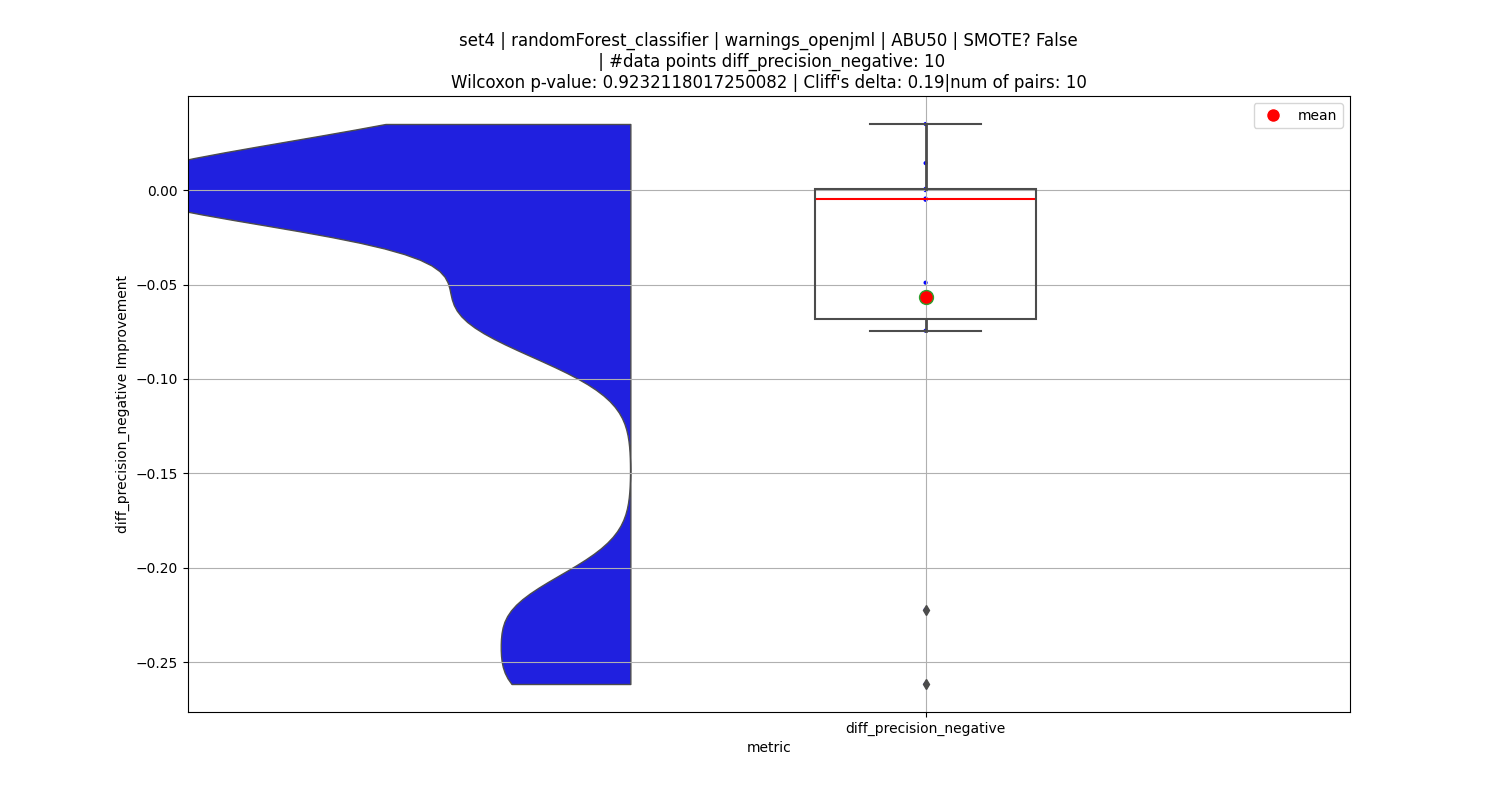 set4 | randomForest_classifier | warnings_openjml | ABU50 | SMOTE? False
| #data points diff_precision_negative: 10
Wilcoxon p-value: 0.9232118017250082 | Cliff's delta: 0.19|num of pairs: 10
mean
0.00
−0.05
−0.10
−0.15
−0.20
−0.25
diff_precision_negative Improvement
diff_precision_negative
metric